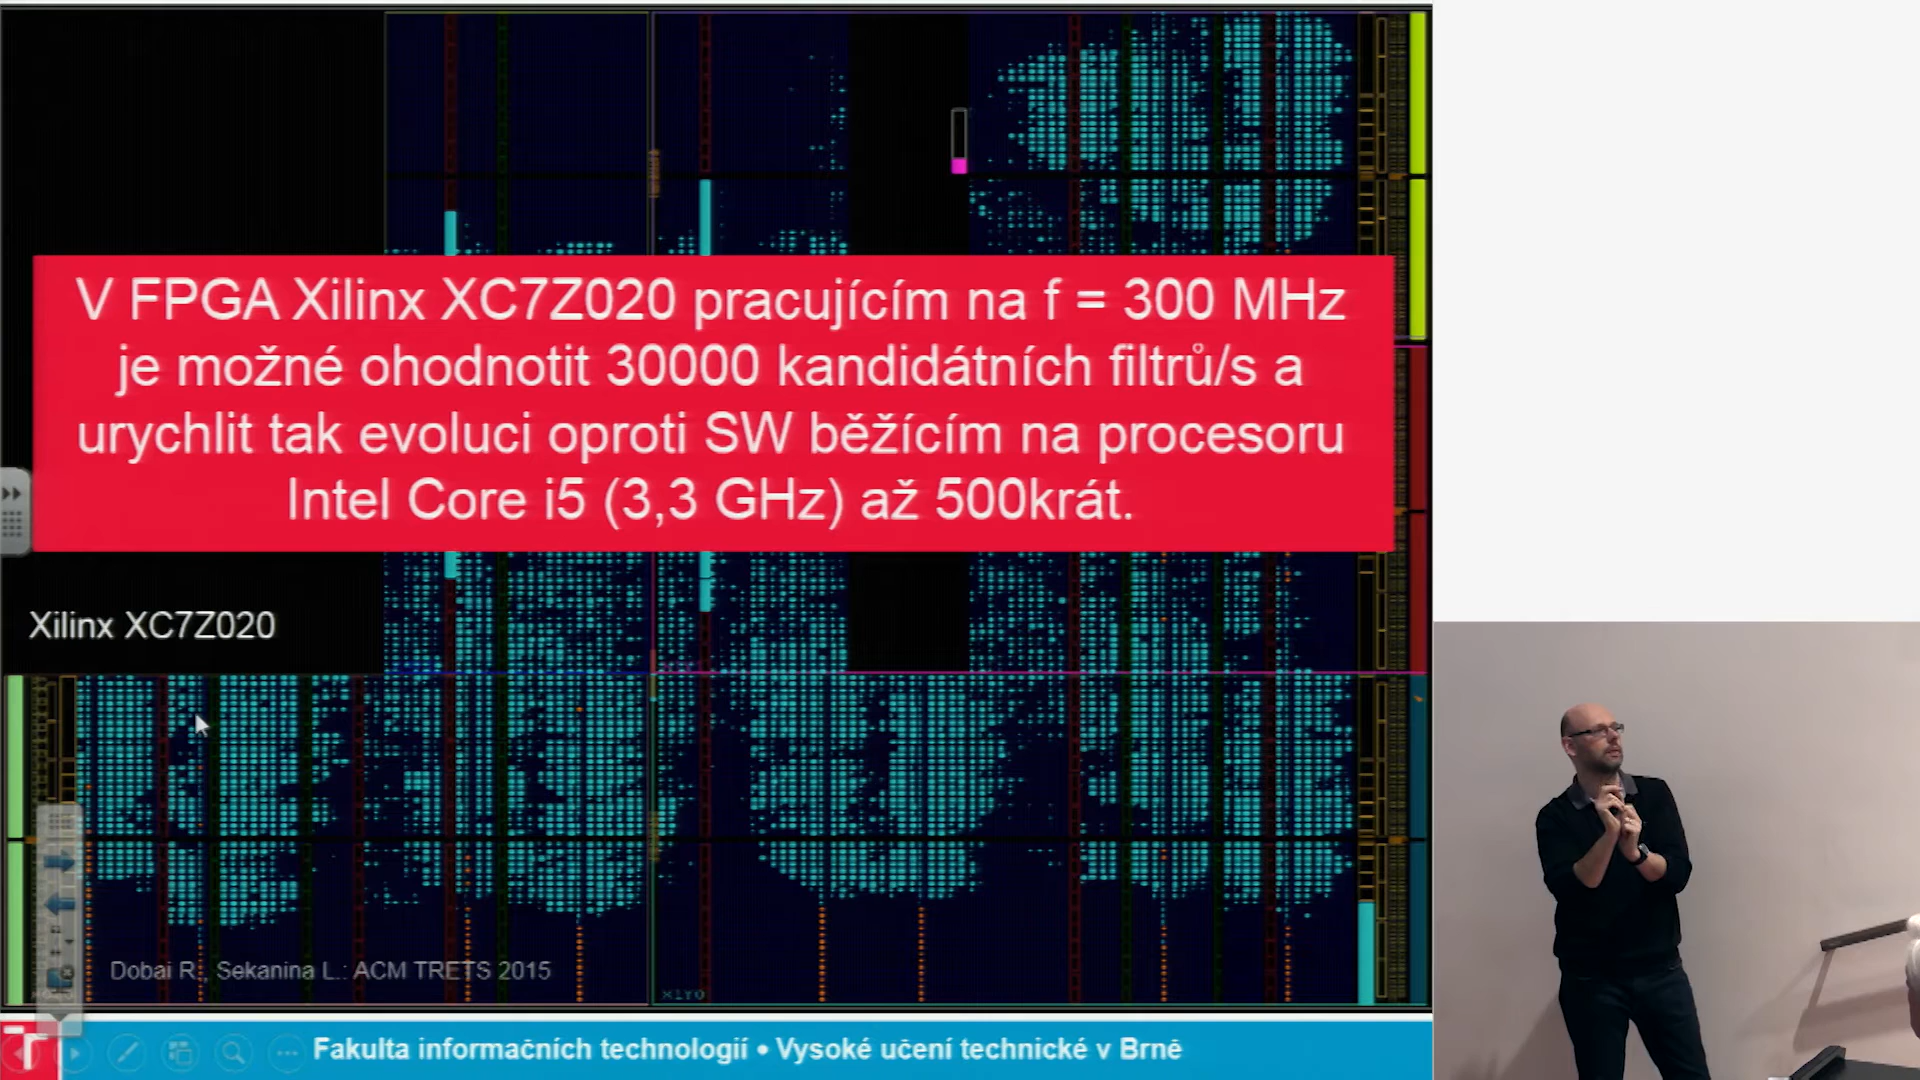 V FPGA Xilinx XC7Z020 pracujícím na f = 300 MHz
je možné ohodnotit 30000 kandidátních filtrů/s a
urychlit tak evoluci oproti SW běžícím na procesoru
Intel Core i5 (3,3 GHz) až 500krát.
Xilinx XC7Z020
Dobai R., Sekanina L.: ACM TRETS 2015
X1Y0
Fakulta informačních technologií • Vysoké učení technické v Brně